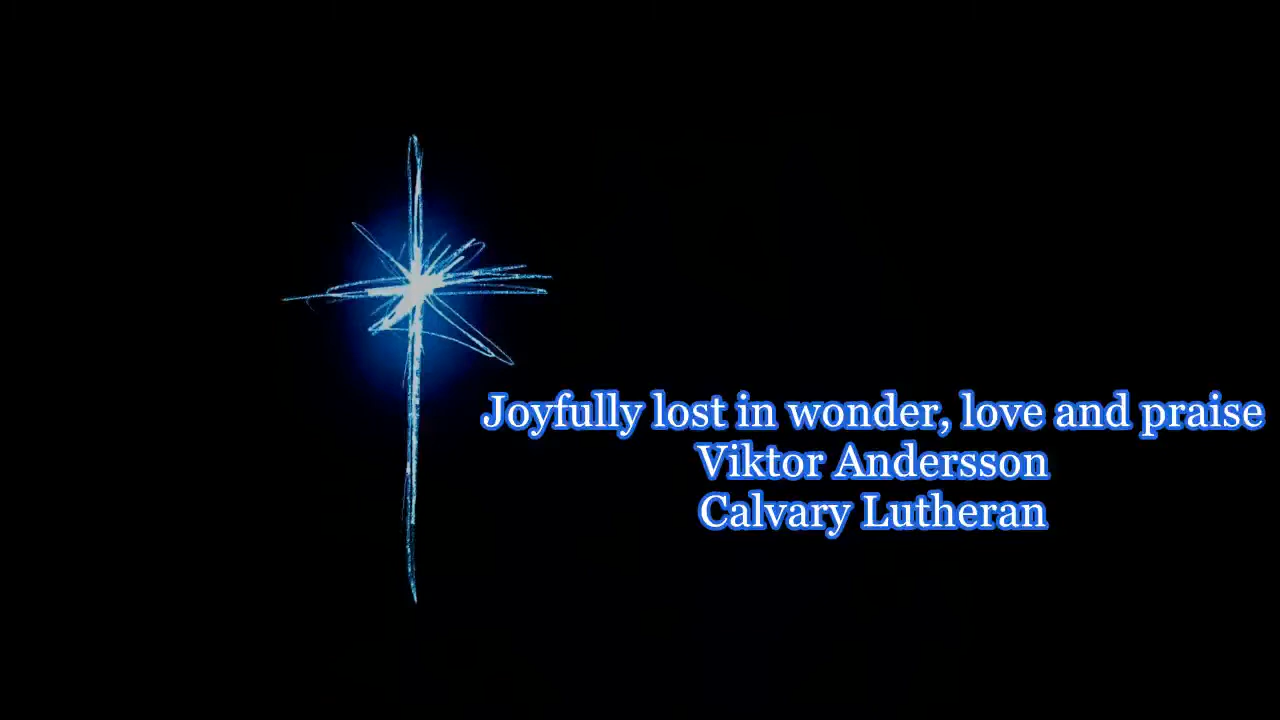 Joyfully lost in wonder, love and praise
Viktor Andersson
Calvary Lutheran